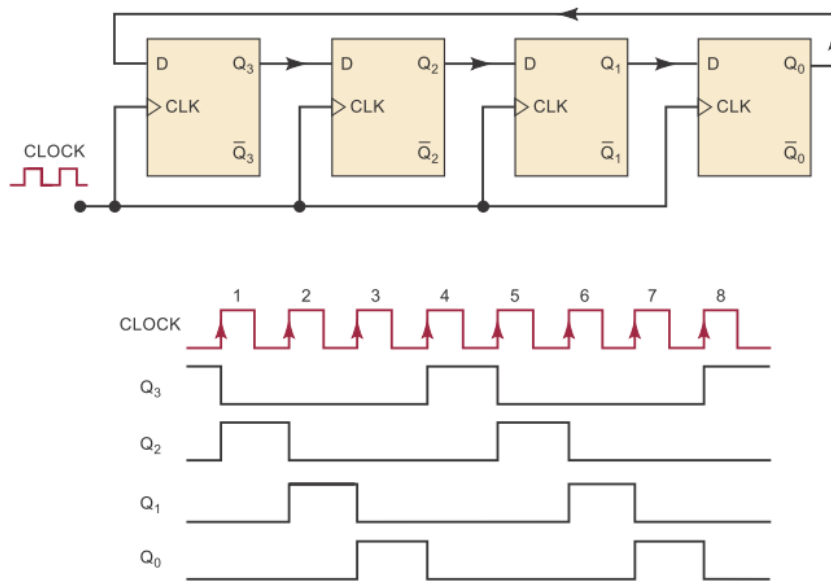 D Q₃ D Q₂ D Q₁ D Q₀
CLK CLK CLK CLK
Q̅₃ Q̅₂ Q̅₁ Q̅₀
CLOCK
1 2 3 4 5 6 7 8
CLOCK
Q₃
Q₂
Q₁
Q₀